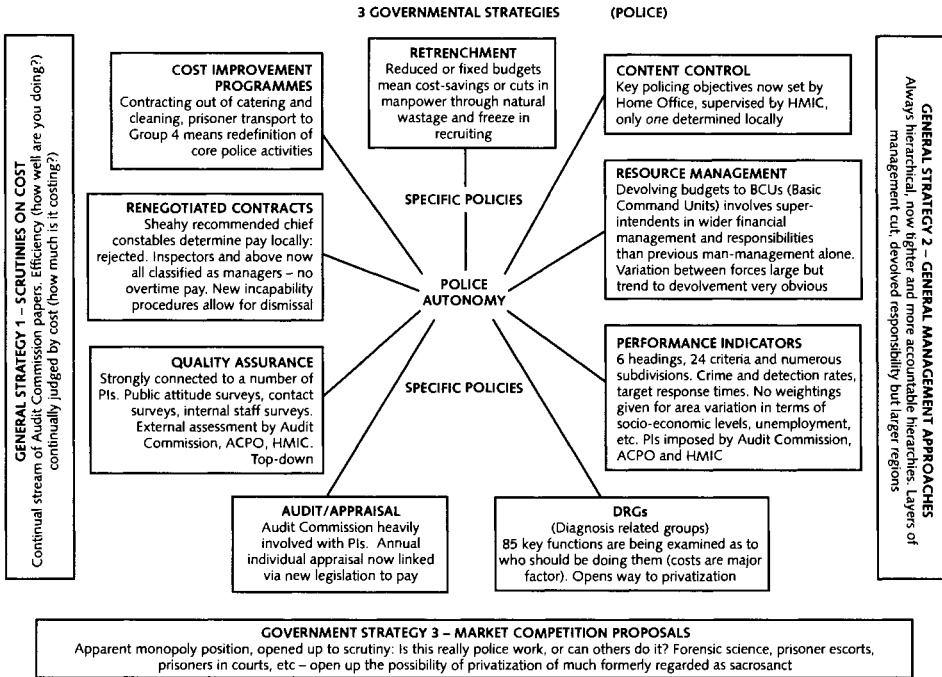 3 GOVERNMENTAL STRATEGIES (POLICE)
GENERAL STRATEGY 1 – SCRUTINIES ON COST
Continual stream of Audit Commission papers. Efficiency (how well are you doing?)
continually judged by cost (how much is it costing?)
COST IMPROVEMENT
PROGRAMMES
Contracting out of catering and
cleaning, prisoner transport to
Group 4 means redefinition of
core police activities
RETRENCHMENT
Reduced or fixed budgets
mean cost-savings or cuts in
manpower through natural
wastage and freeze in
recruiting
CONTENT CONTROL
Key policing objectives now set by
Home Office, supervised by HMIC,
only one determined locally
RENEGOTIATED CONTRACTS
Sheahy recommended chief
constables determine pay locally:
rejected. Inspectors and above now
all classified as managers – no
overtime pay. New incapability
procedures allow for dismissal
SPECIFIC POLICIES
POLICE
AUTONOMY
SPECIFIC POLICIES
RESOURCE MANAGEMENT
Devolving budgets to BCUs (Basic
Command Units) involves super-
intendents in wider financial
management and responsibilities
than previous man-management alone.
Variation between forces large but
trend to devolvement very obvious
QUALITY ASSURANCE
Strongly connected to a number of
PIs. Public attitude surveys, contact
surveys, internal staff surveys.
External assessment by Audit
Commission, ACPO, HMIC.
Top-down
PERFORMANCE INDICATORS
6 headings, 24 criteria and numerous
subdivisions. Crime and detection rates,
target response times. No weightings
given for area variation in terms of
socio-economic levels, unemployment,
etc. PIs imposed by Audit Commission,
ACPO and HMIC
AUDIT/APPRAISAL
Audit Commission heavily
involved with PIs. Annual
individual appraisal now linked
via new legislation to pay
DRGs
(Diagnosis related groups)
85 key functions are being examined as to
who should be doing them (costs are major
factor). Opens way to privatization
GENERAL STRATEGY 2 – GENERAL MANAGEMENT APPROACHES
Always hierarchical, now tighter and more accountable hierarchies. Layers of
management cut, devolved responsibility but larger regions
GOVERNMENT STRATEGY 3 – MARKET COMPETITION PROPOSALS
Apparent monopoly position, opened up to scrutiny: Is this really police work, or can others do it? Forensic science, prisoner escorts,
prisoners in courts, etc – open up the possibility of privatization of much formerly regarded as sacrosanct